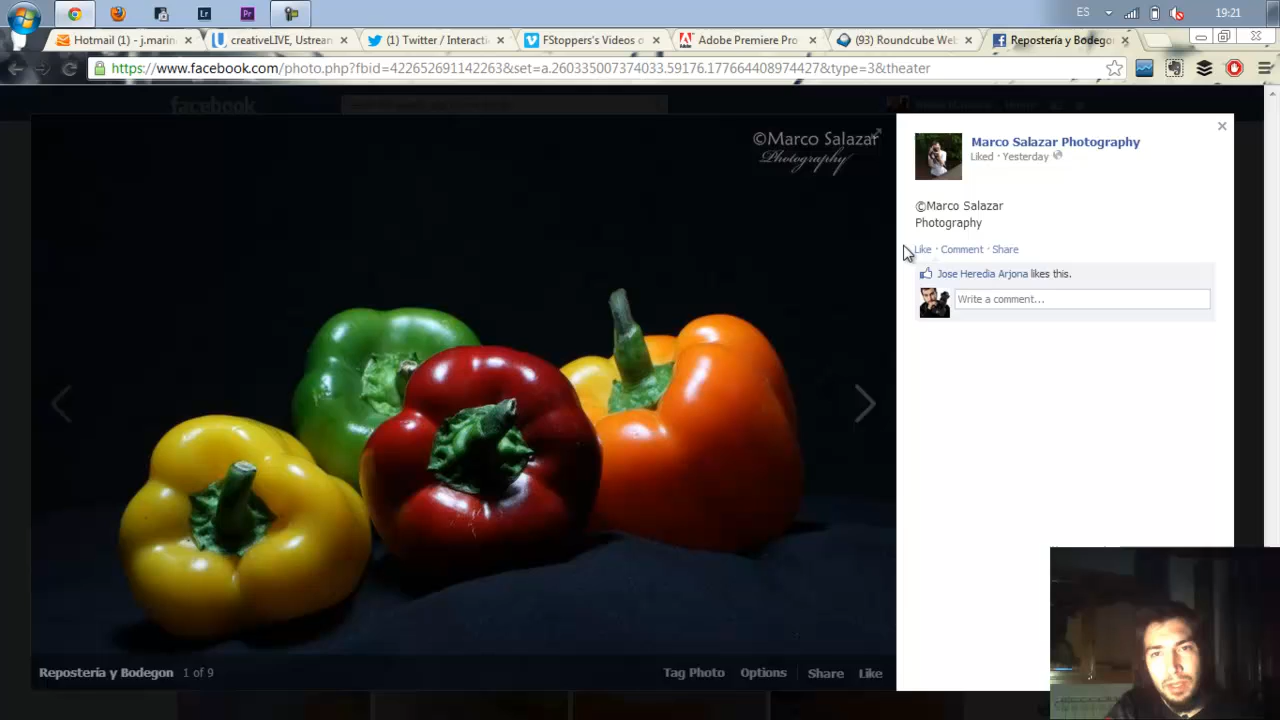 Lr
Pr
ES
19:21
Hotmail (1) - j.marin
creativeLIVE, Ustrean
(1) Twitter / Interacti
FStoppers's Videos o
Adobe Premiere Pro
(93) Roundcube Web
Repostería y Bodego
https://www.facebook.com/photo.php?fbid=422652691142263&set=a.260335007374033.59176.177664408974427&type=3&theater
facebook
©Marco Salazar
Photography
Marco Salazar Photography
Liked · Yesterday
©Marco Salazar
Photography
Like · Comment · Share
Jose Heredia Arjona likes this.
Write a comment...
Repostería y Bodegon 1 of 9
Tag Photo Options Share Like